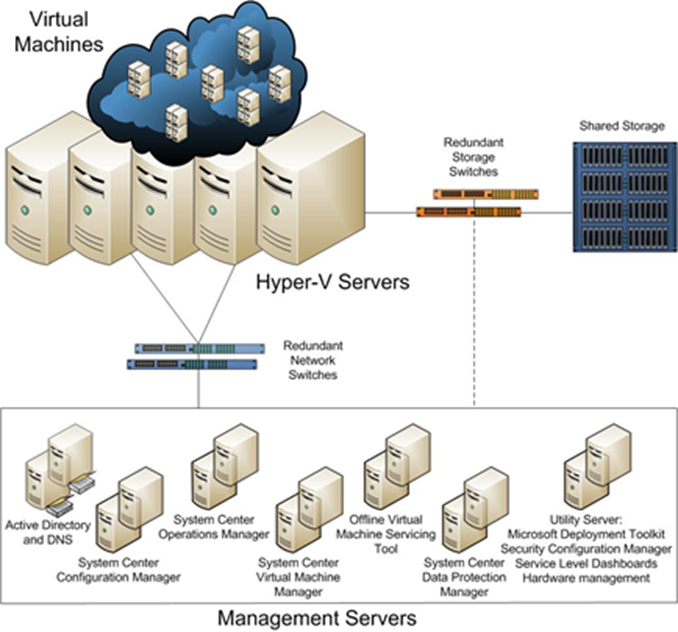 Virtual
Machines
Redundant
Storage
Switches
Shared Storage
Hyper-V Servers
Redundant
Network
Switches
Active Directory
and DNS
System Center
Configuration Manager
System Center
Operations Manager
System Center
Virtual Machine
Manager
Offline Virtual
Machine Servicing
Tool
System Center
Data Protection
Manager
Utility Server:
Microsoft Deployment Toolkit
Security Configuration Manager
Service Level Dashboards
Hardware management
Management Servers